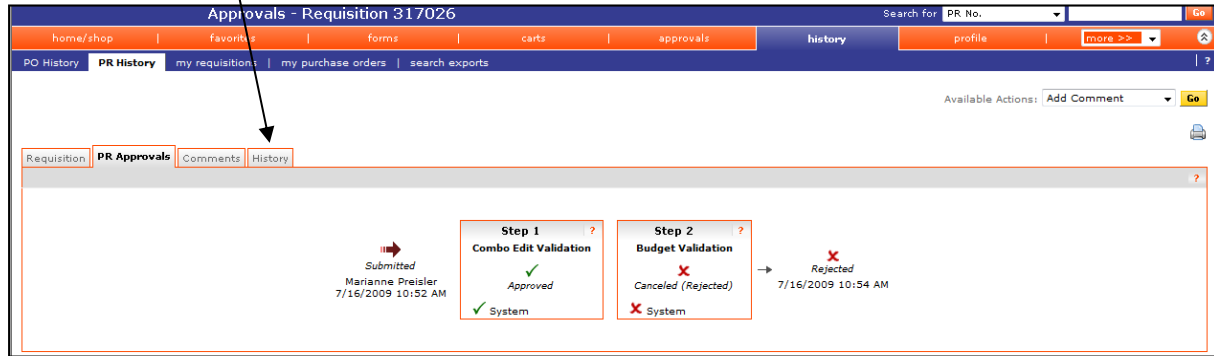 Approvals - Requisition 317026
Search for PR No. Go
home/shop | favorites | forms | carts | approvals history profile | more >>
PO History PR History my requisitions | my purchase orders | search exports | ?
Available Actions: Add Comment Go
Requisition PR Approvals Comments History
?
Step 1 ? Step 2 ?
Combo Edit Validation Budget Validation
Submitted Approved Canceled (Rejected) Rejected
Marianne Preisler 7/16/2009 10:54 AM
7/16/2009 10:52 AM
System System